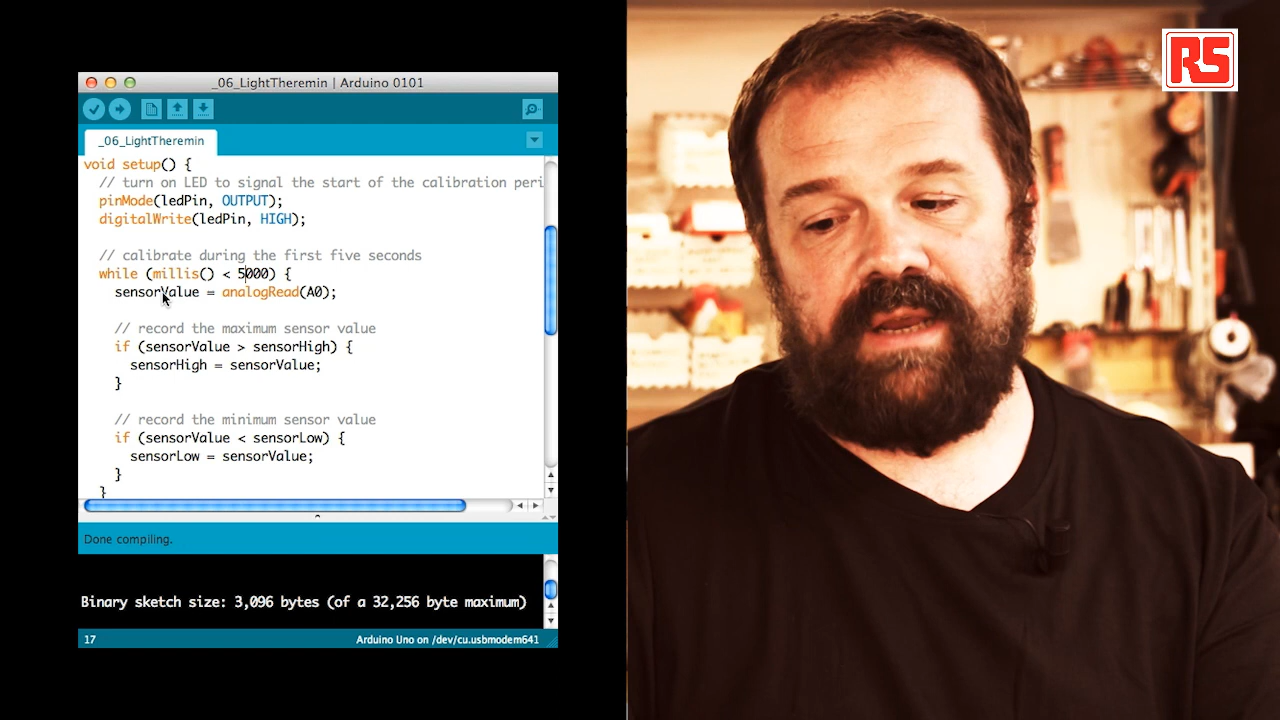 _06_LightTheremin | Arduino 0101
_06_LightTheremin
void setup() {
// turn on LED to signal the start of the calibration peri
pinMode(ledPin, OUTPUT);
digitalWrite(ledPin, HIGH);
// calibrate during the first five seconds
while (millis() < 5000) {
sensorValue = analogRead(A0);
// record the maximum sensor value
if (sensorValue > sensorHigh) {
sensorHigh = sensorValue;
}
// record the minimum sensor value
if (sensorValue < sensorLow) {
sensorLow = sensorValue;
}
}
Done compiling.
Binary sketch size: 3,096 bytes (of a 32,256 byte maximum)
17
Arduino Uno on /dev/cu.usbmodem641
RS